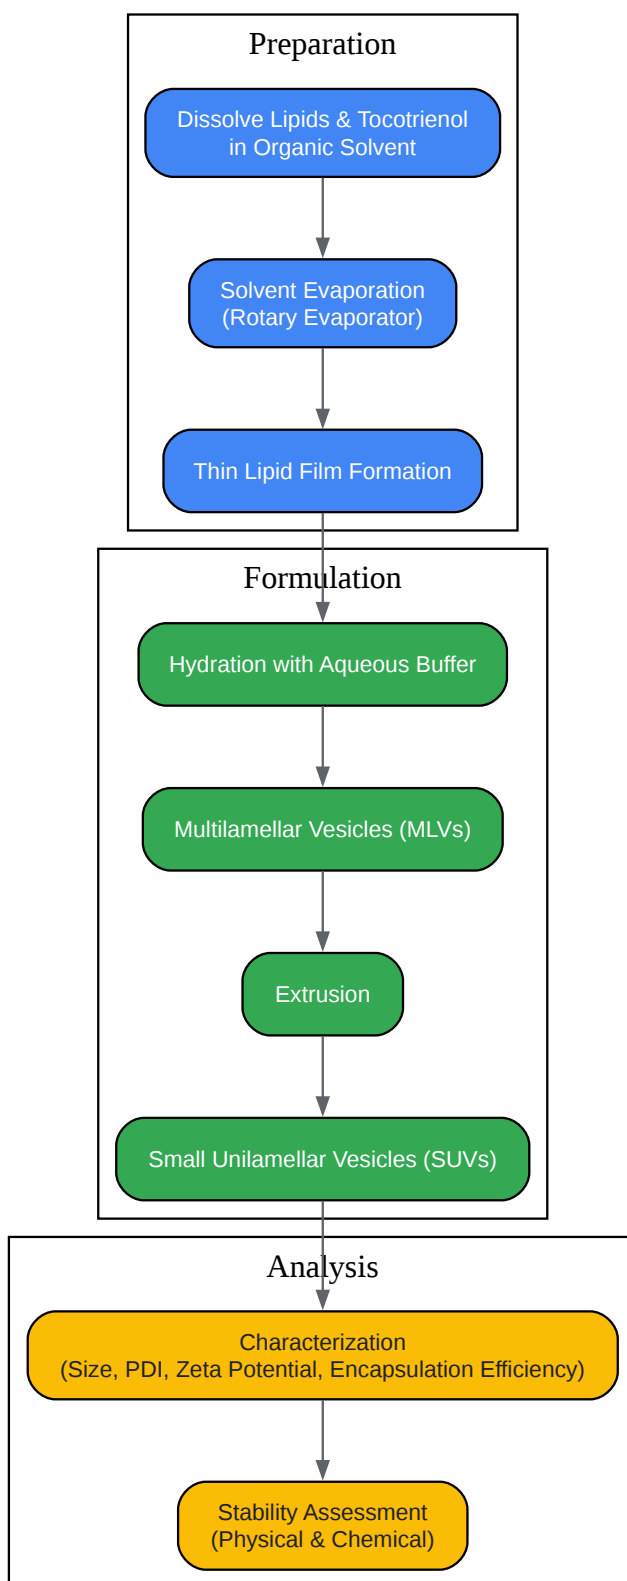 Preparation
Dissolve Lipids & Tocotrienol
in Organic Solvent
Solvent Evaporation
(Rotary Evaporator)
Thin Lipid Film Formation
Formulation
Hydration with Aqueous Buffer
Multilamellar Vesicles (MLVs)
Extrusion
Small Unilamellar Vesicles (SUVs)
Analysis
Characterization
(Size, PDI, Zeta Potential, Encapsulation Efficiency)
Stability Assessment
(Physical & Chemical)